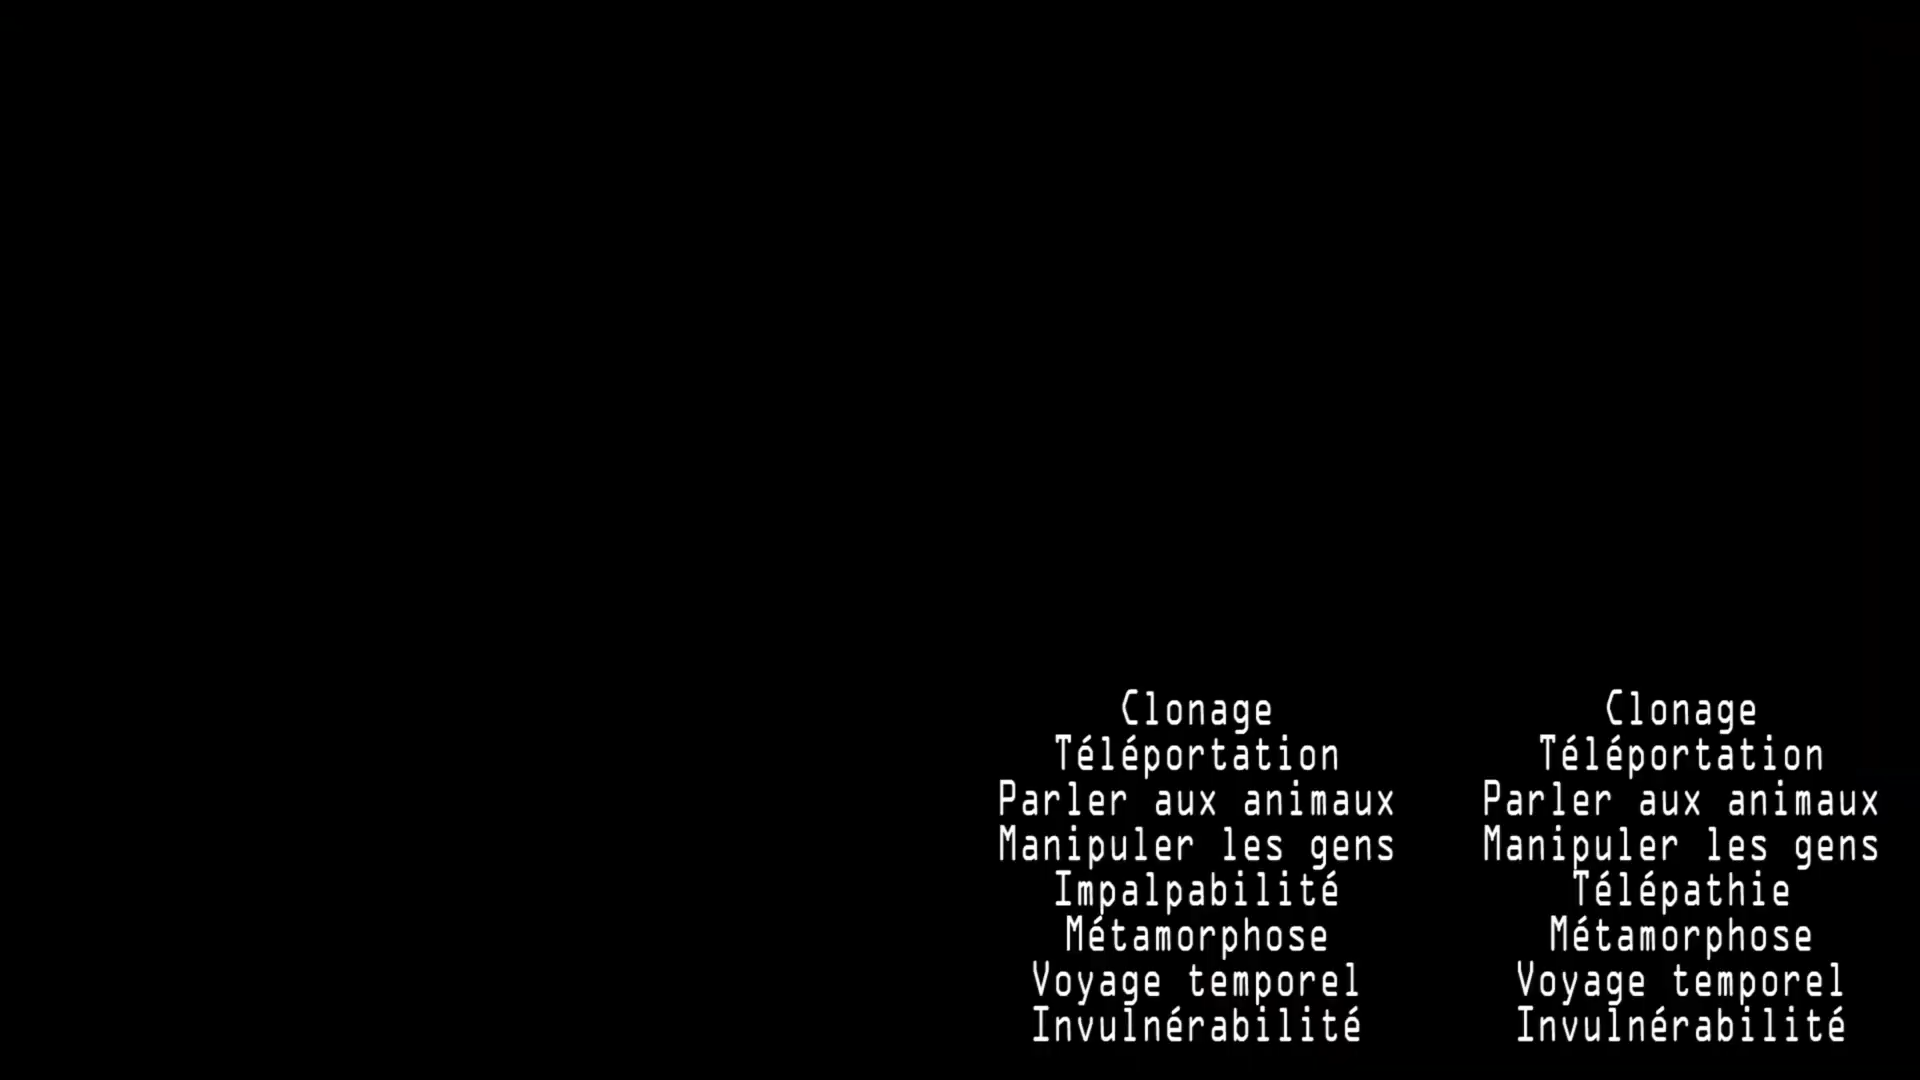 Clonage
Téléportation
Parler aux animaux
Manipuler les gens
Impalpabilité
Métamorphose
Voyage temporel
Invulnérabilité
Clonage
Téléportation
Parler aux animaux
Manipuler les gens
Télépathie
Métamorphose
Voyage temporel
Invulnérabilité